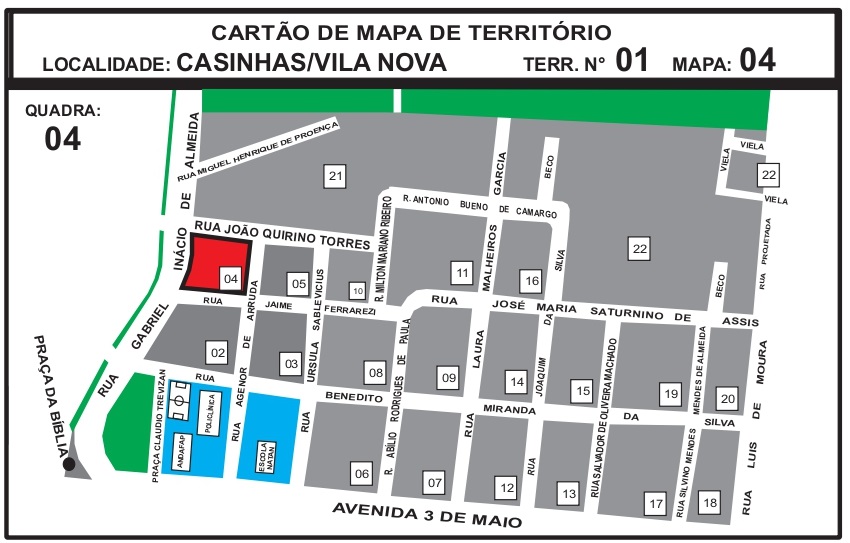 CARTÃO DE MAPA DE TERRITÓRIO
LOCALIDADE: CASINHAS/VILA NOVA TERR. N° 01 MAPA: 04
QUADRA:
04
RUA GABRIEL INÁCIO DE ALMEIDA
RUA MIGUEL HENRIQUE DE PROENÇA
21
RUA JOÃO QUIRINO TORRES
R. MILTON MARIANO RIBEIRO
R. ANTONIO BUENO DE CAMARGO
GARCIA
BECO
VIELA
VIELA
22
VIELA
RUA PROJETADA
22
BECO
04
05
10
11
16
RUA JAIME FERRAREZI
RUA JOSÉ MARIA SATURNINO DE ASSIS
RUA AGENOR DE ARRUDA
RUA URSULA SABLEVICIUS
R. ABÍLIO RODRIGUES DE PAULA
RUA LAURA MALHEIROS
RUA JOAQUIM DA SILVA
RUA SALVADOR DE OLIVEIRA MACHADO
RUA SILVINO MENDES MENDES DE ALMEIDA
RUA LUIS DE MOURA
02
03
08
09
14
15
19
20
RUA BENEDITO MIRANDA DA SILVA
PRAÇA DA BÍBLIA
PRAÇA CLAUDIO TREVIZAN
POLICLÍNICA
ANDAFAP
ESCOLA
NATAN
06
07
12
13
17
18
AVENIDA 3 DE MAIO